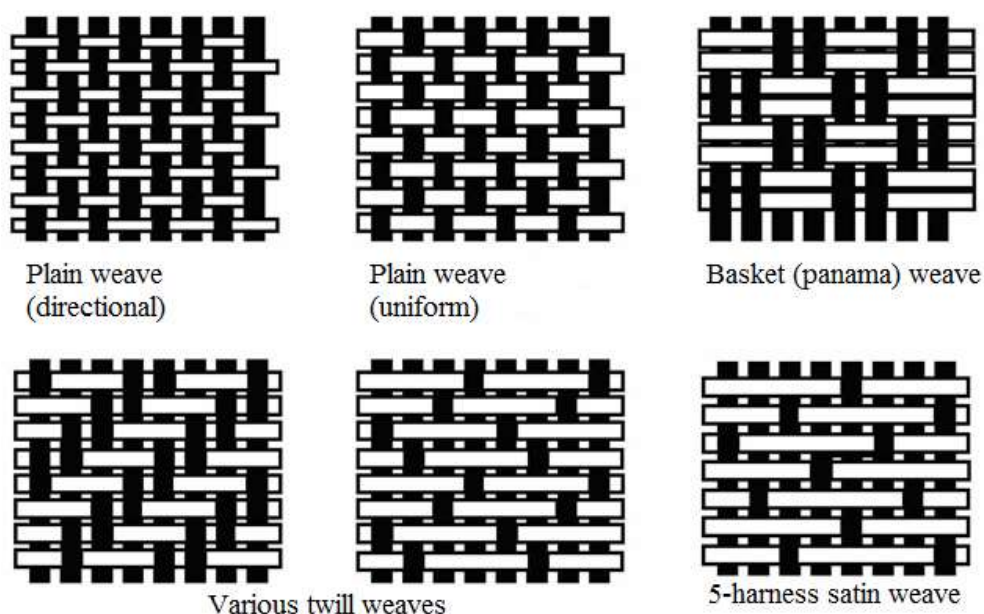 Plain weave
(directional)
Plain weave
(uniform)
Basket (panama) weave
Various twill weaves
5-harness satin weave